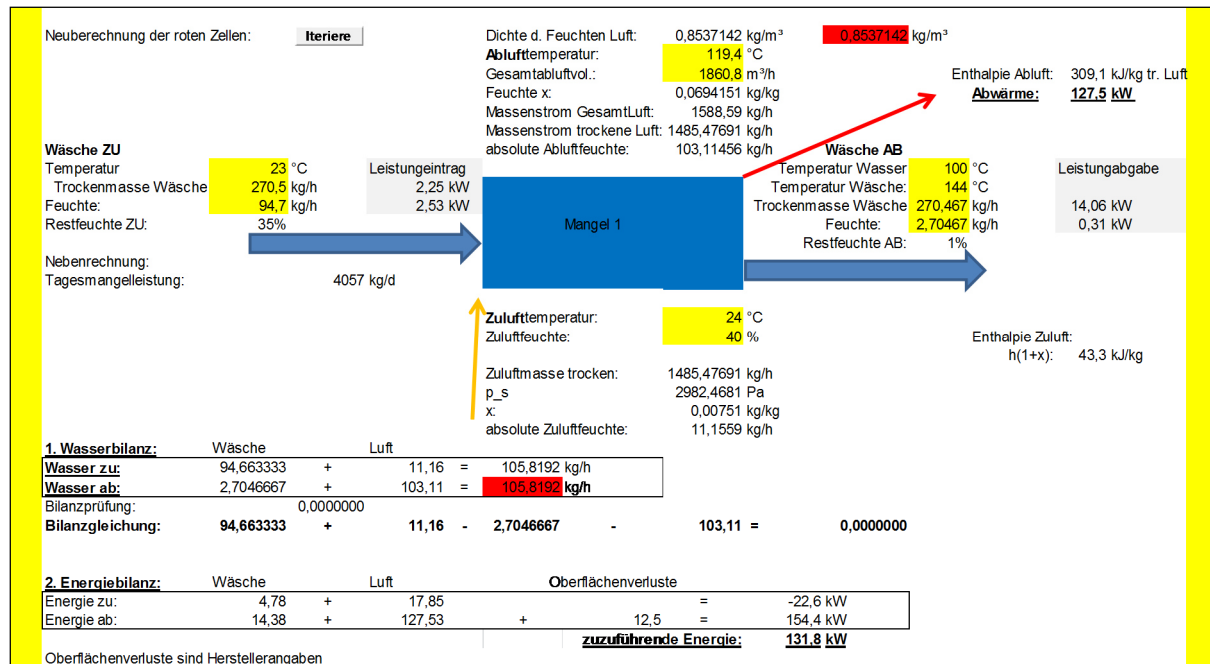 Neuberechnung der roten Zellen: Iteriere Dichte d. Feuchten Luft: 0,8537142 kg/m³ 0,8537142 kg/m³
Ablufttemperatur: 119,4 °C
Gesamtabluftvol.: 1860,8 m³/h Enthalpie Abluft: 309,1 kJ/kg tr. Luft
Feuchte x: 0,0694151 kg/kg Abwärme: 127,5 kW
Massenstrom GesamtLuft: 1588,59 kg/h
Massenstrom trockene Luft: 1485,47691 kg/h
Wäsche ZU absolute Abluftfeuchte: 103,11456 kg/h Wäsche AB
Temperatur 23 °C Leistungeintrag Temperatur Wasser 100 °C Leistungabgabe
Temperatur Wäsche: 144 °C
Trockenmasse Wäsche 270,5 kg/h 2,25 kW Trockenmasse Wäsche 270,467 kg/h 14,06 kW
Feuchte: 94,7 kg/h 2,53 kW Mangel 1 Feuchte: 2,70467 kg/h 0,31 kW
Restfeuchte ZU: 35% Restfeuchte AB: 1%
Nebenrechnung:
Tagesmangelleistung: 4057 kg/d
Zulufttemperatur: 24 °C
Zuluftfeuchte: 40 % Enthalpie Zuluft:
h(1+x): 43,3 kJ/kg
Zuluftmasse trocken: 1485,47691 kg/h
p_s 2982,4681 Pa
x: 0,00751 kg/kg
absolute Zuluftfeuchte: 11,1559 kg/h
1. Wasserbilanz: Wäsche Luft
Wasser zu: 94,663333 + 11,16 = 105,8192 kg/h
Wasser ab: 2,7046667 + 103,11 = 105,8192 kg/h
Bilanzprüfung: 0,0000000
Bilanzgleichung: 94,663333 + 11,16 - 2,7046667 - 103,11 = 0,0000000
2. Energiebilanz: Wäsche Luft Oberflächenverluste
Energie zu: 4,78 + 17,85 = -22,6 kW
Energie ab: 14,38 + 127,53 + 12,5 = 154,4 kW
zuzuführende Energie: 131,8 kW
Oberflächenverluste sind Herstellerangaben